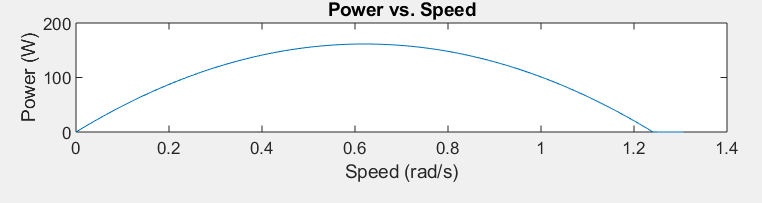 Power vs. Speed
200
100
0
Power (W)
0 0.2 0.4 0.6 0.8 1 1.2 1.4
Speed (rad/s)